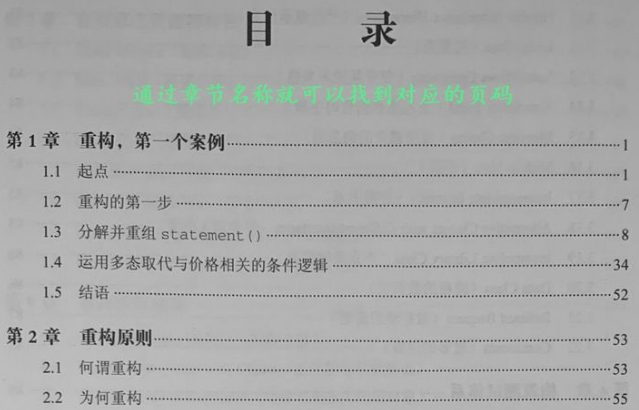 目 录
通过章节名称就可以找到对应的页码
第 1 章 重构，第一个案例 1
1.1 起点 1
1.2 重构的第一步 7
1.3 分解并重组 statement() 8
1.4 运用多态取代与价格相关的条件逻辑 34
1.5 结语 52
第 2 章 重构原则 53
2.1 何谓重构 53
2.2 为何重构 55